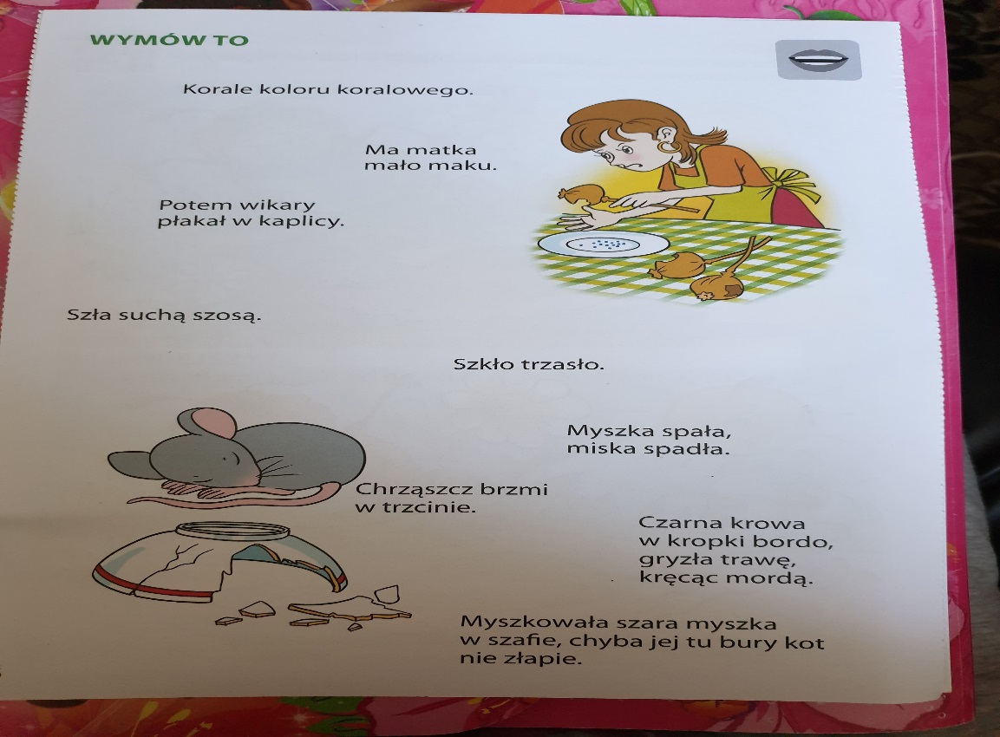 WYMÓW TO
Korale koloru koralowego.
Ma matka
mało maku.
Potem wikary
płakał w kaplicy.
Szła suchą szosą.
Szkło trzasło.
Myszka spała,
miska spadła.
Chrząszcz brzmi
w trzcinie.
Czarna krowa
w kropki bordo,
gryzła trawę,
kręcąc mordą.
Myszkowała szara myszka
w szafie, chyba jej tu bury kot
nie złapie.